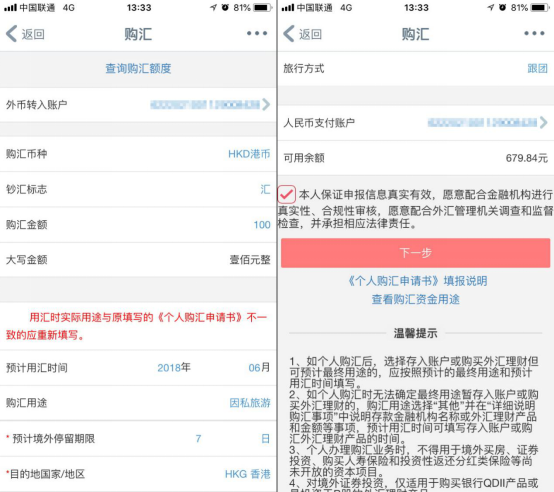 中国联通 4G 13:33 81%
返回 购汇
查询购汇额度
外币转入账户
购汇币种 HKD港币
钞汇标志 汇
购汇金额 100
大写金额 壹佰元整
用汇时实际用途与原填写的《个人购汇申请书》不一
致的应重新填写。
预计用汇时间 2018年 06月
购汇用途 因私旅游
*预计境外停留期限 7 日
*目的地国家/地区 HKG 香港
中国联通 4G 13:33 81%
返回 购汇
旅行方式 跟团
人民币支付账户
可用余额 679.84元
本人保证申报信息真实有效，愿意配合金融机构进行
真实性、合规性审核，愿意配合外汇管理机关调查和监督
检查，并承担相应法律责任。
下一步
《个人购汇申请书》填报说明
查看购汇资金用途
温馨提示
1、如个人购汇后，选择存入账户或购买外汇理财但
可预计最终用途的，应按照预计的最终用途和预计
用汇时间填写。
2、如个人购汇时无法确定最终用途暂存入账户或购
买外汇理财的，购汇用途选择“其他”并在“详细说明
购汇事项”中说明存款金融机构名称或外汇理财产品
和金额等事项，预计用汇时间可填写存入账户或购
汇外汇理财产品的时间。
3、个人办理购汇业务时，不得用于境外买房、证券
投资、购买人寿保险和投资性返还分红类保险等尚
未开放的资本项目。
4、对境外证券投资，仅适用于购买银行QDII产品或